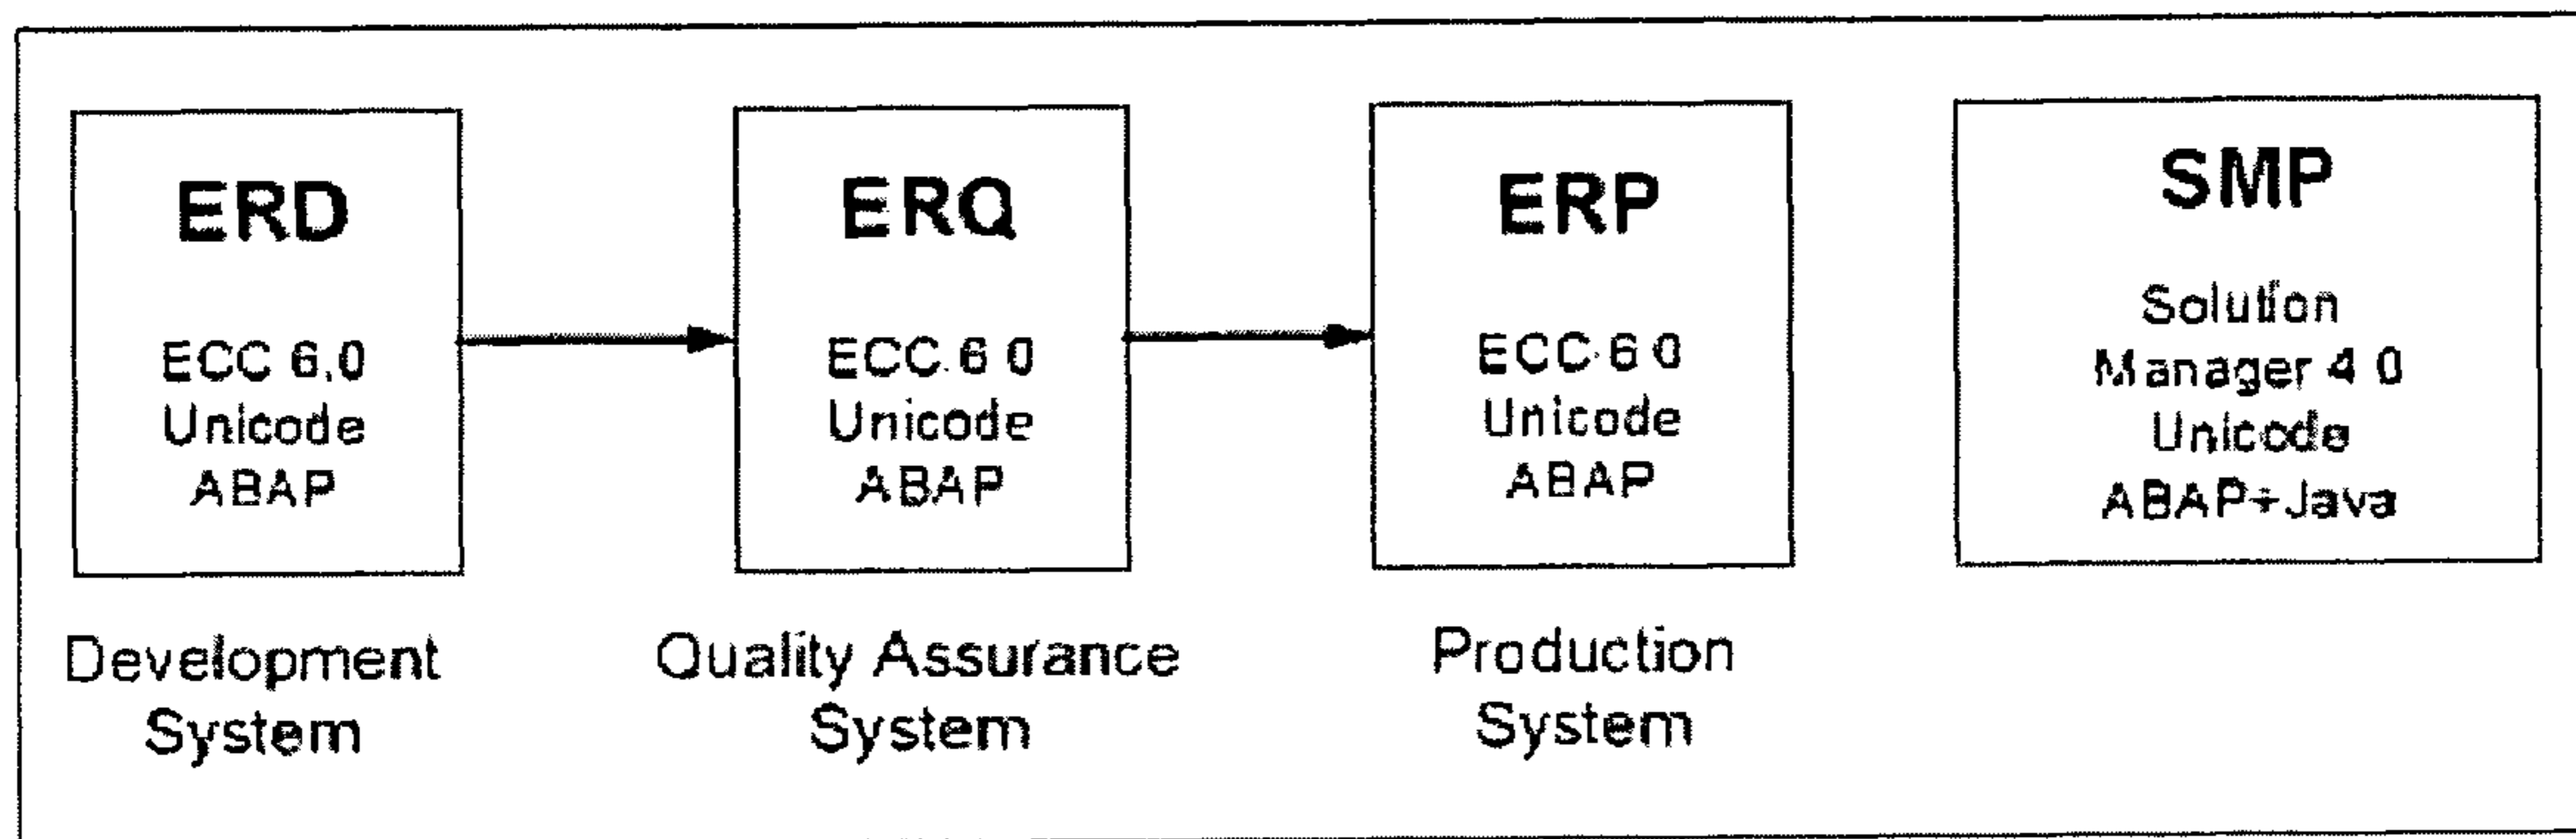 ERD
ECC 6.0
Unicode
ABAP
Development
System
ERQ
ECC 6 0
Unicode
ABAP
Quality Assurance
System
ERP
ECC 6 0
Unicode
ABAP
Production
System
SMP
Solution
Manager 4 0
Unicode
ABAP+Java